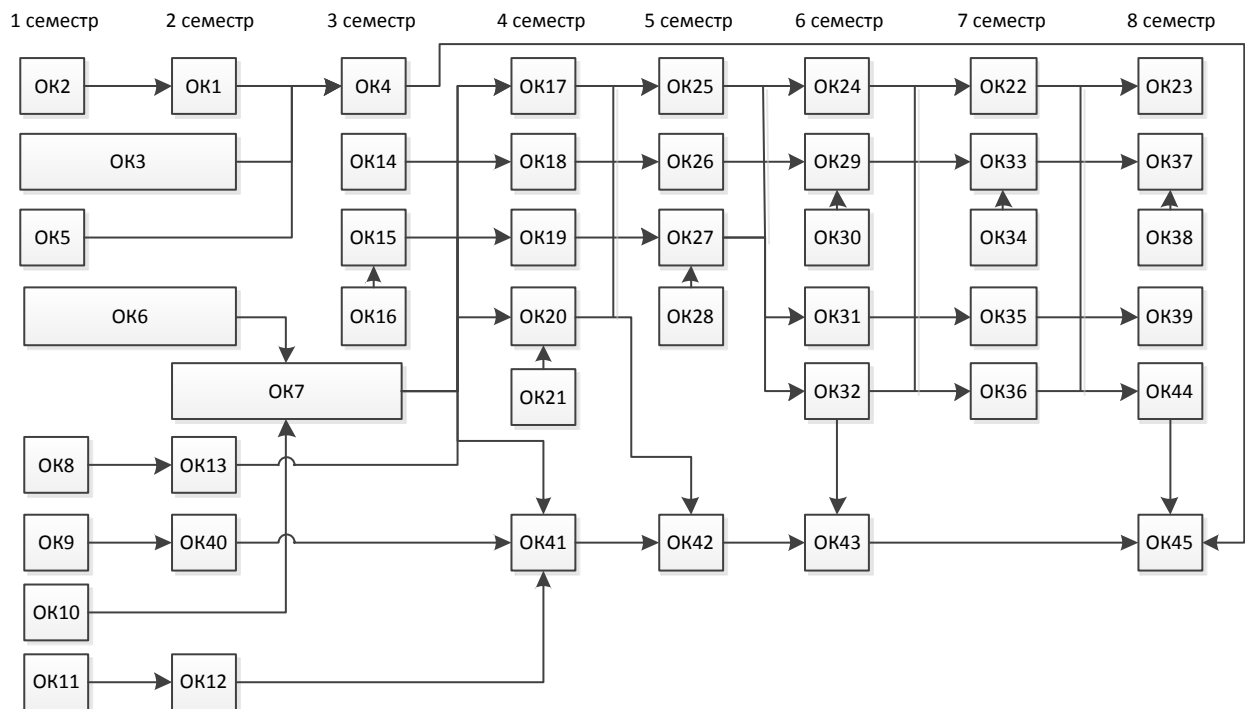 1 семестр 2 семестр 3 семестр 4 семестр 5 семестр 6 семестр 7 семестр 8 семестр
ОК2 ОК1 ОК4 ОК17 ОК25 ОК24 ОК22 ОК23
ОК3 ОК14 ОК18 ОК26 ОК29 ОК33 ОК37
ОК5 ОК15 ОК19 ОК27 ОК30 ОК34 ОК38
ОК6 ОК16 ОК20 ОК28 ОК31 ОК35 ОК39
ОК7 ОК21 ОК32 ОК36 ОК44
ОК8 ОК13
ОК9 ОК40 ОК41 ОК42 ОК43 ОК45
ОК10
ОК11 ОК12